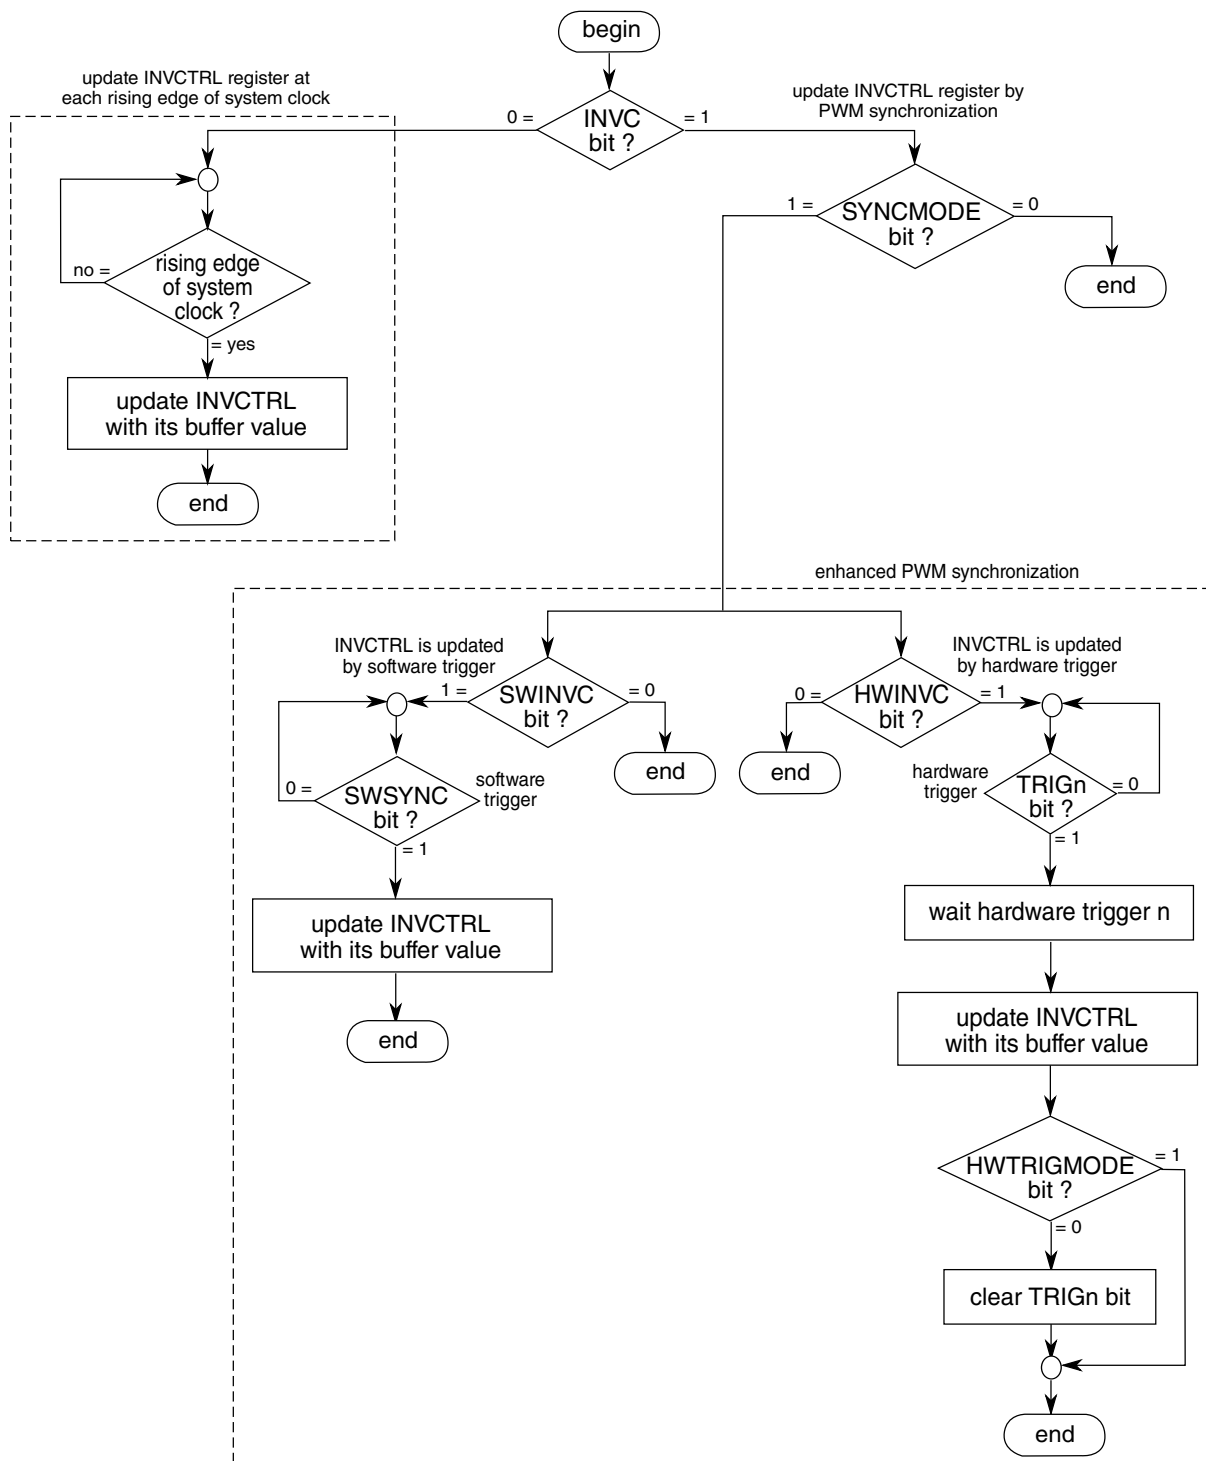 begin
update INVCTRL register at
each rising edge of system clock
update INVCTRL register by
PWM synchronization
0 =
INVC
bit ?
= 1
1 =
SYNCMODE
bit ?
= 0
end
no =
rising edge
of system
clock ?
= yes
update INVCTRL
with its buffer value
end
enhanced PWM synchronization
INVCTRL is updated
by software trigger
1 =
SWINVC
bit ?
= 0
end
0 =
SWSYNC
bit ?
software
trigger
= 1
update INVCTRL
with its buffer value
end
INVCTRL is updated
by hardware trigger
0 =
HWINVC
bit ?
= 1
end
hardware
trigger
TRIGn
bit ?
= 0
= 1
wait hardware trigger n
update INVCTRL
with its buffer value
HWTRIGMODE
bit ?
= 1
= 0
clear TRIGn bit
end